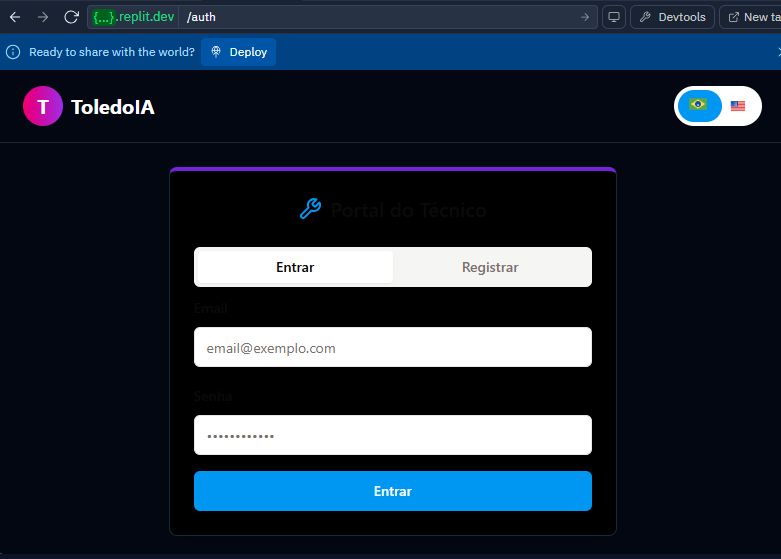 {...}.replit.dev /auth
Devtools
New ta
Ready to share with the world?
Deploy
T ToledoIA
Portal do Técnico
Entrar
Registrar
Email
email@exemplo.com
Senha
••••••••••••
Entrar